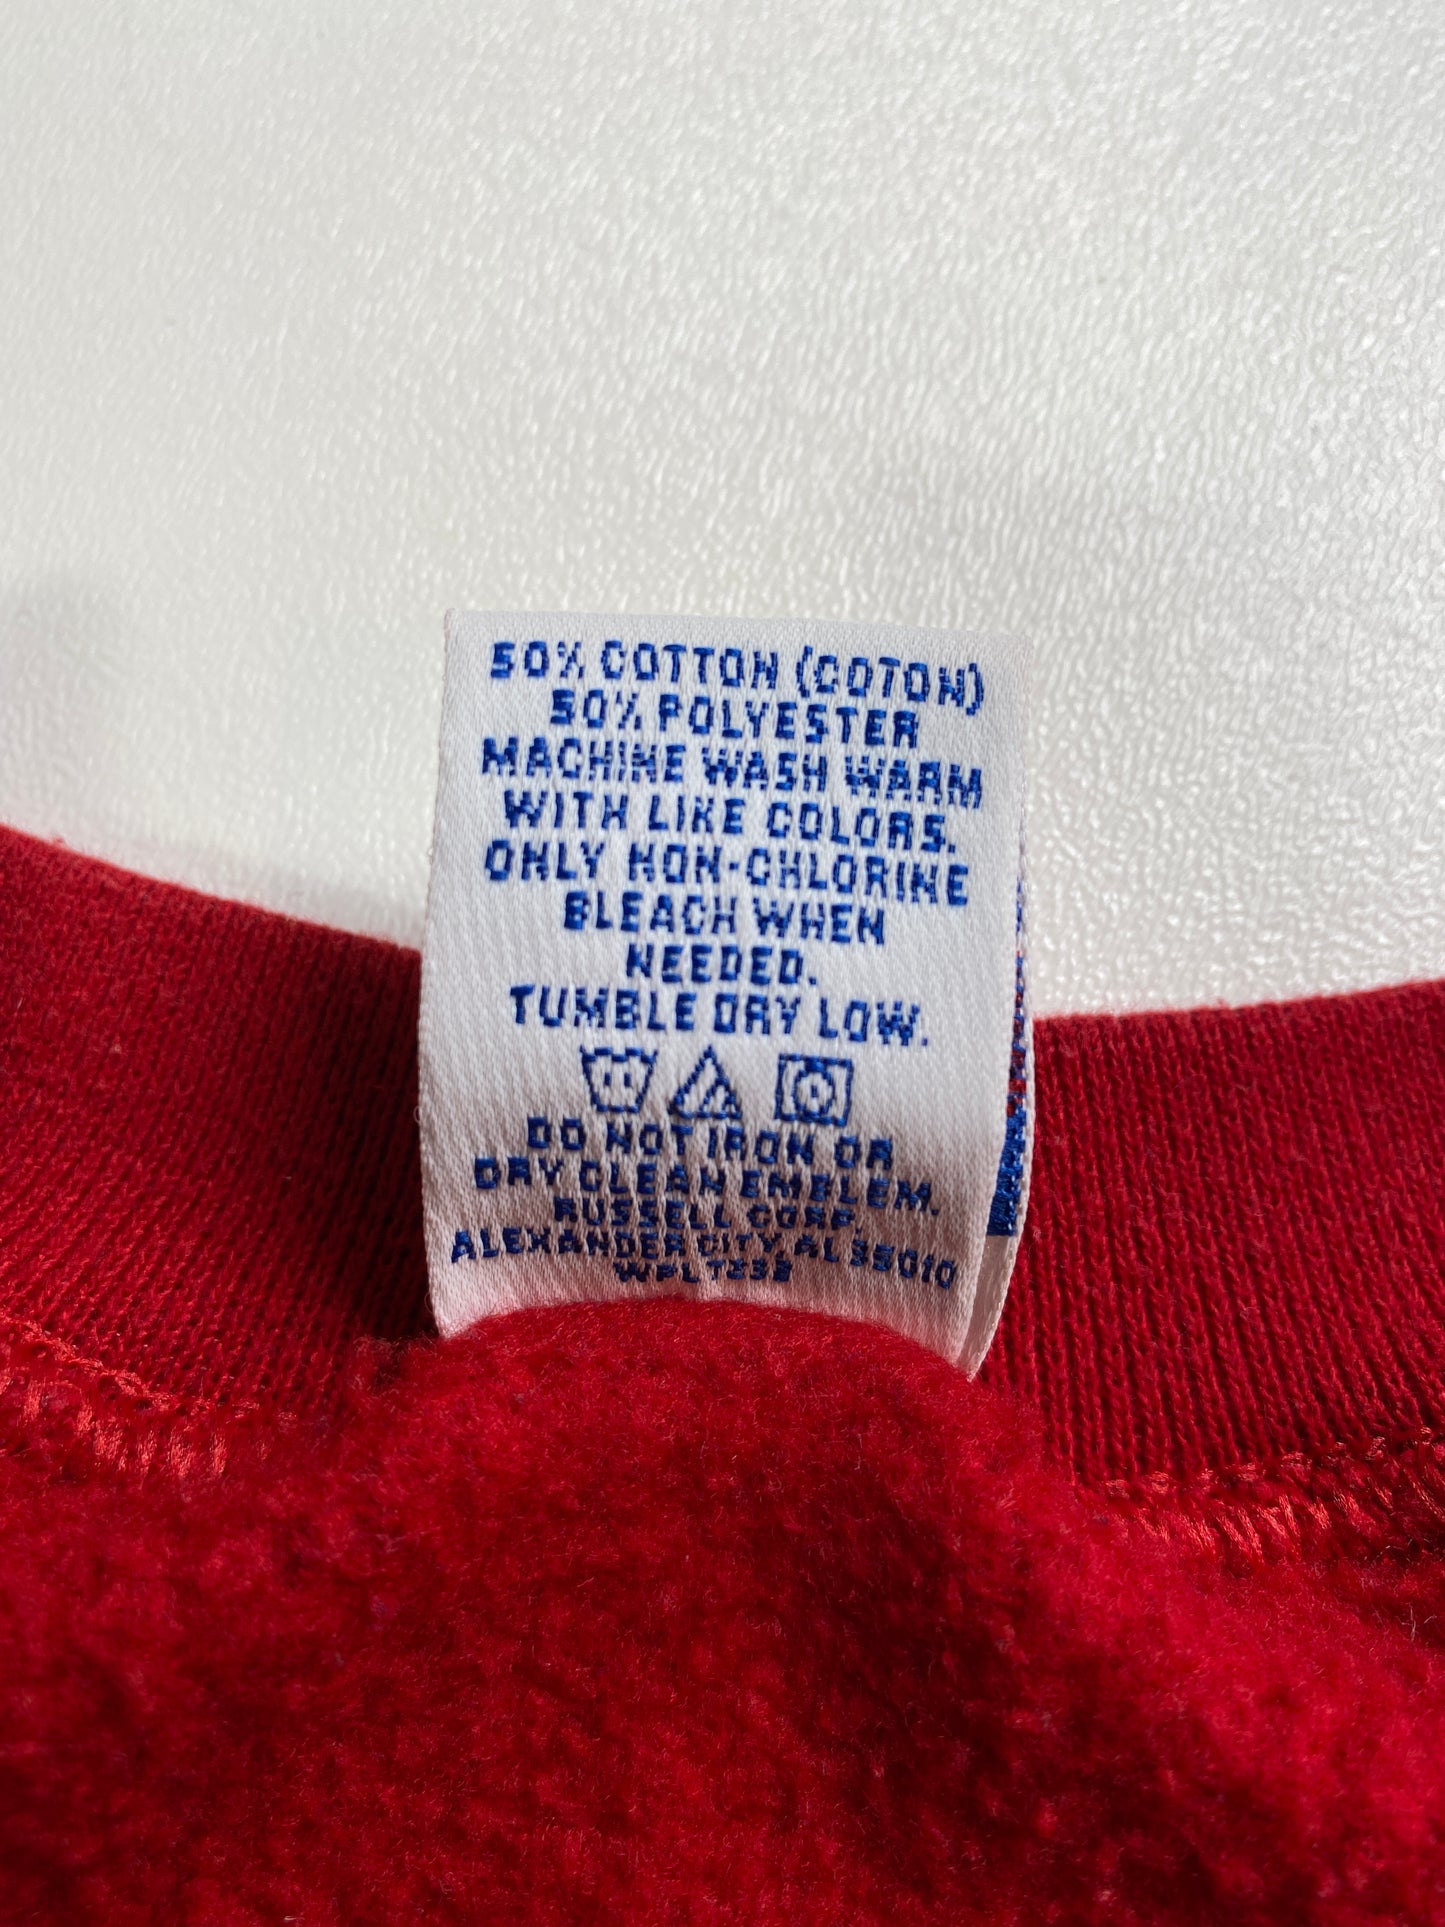 50% COTTON (COTON)
50% POLYESTER
MACHINE WASH WARM
WITH LIKE COLORS.
ONLY NON-CHLORINE
BLEACH WHEN
NEEDED.
TUMBLE DRY LOW.
DO NOT IRON OR
DRY CLEAN EMBLEM.
RUSSELL CORP.
ALEXANDER CITY, AL 35010